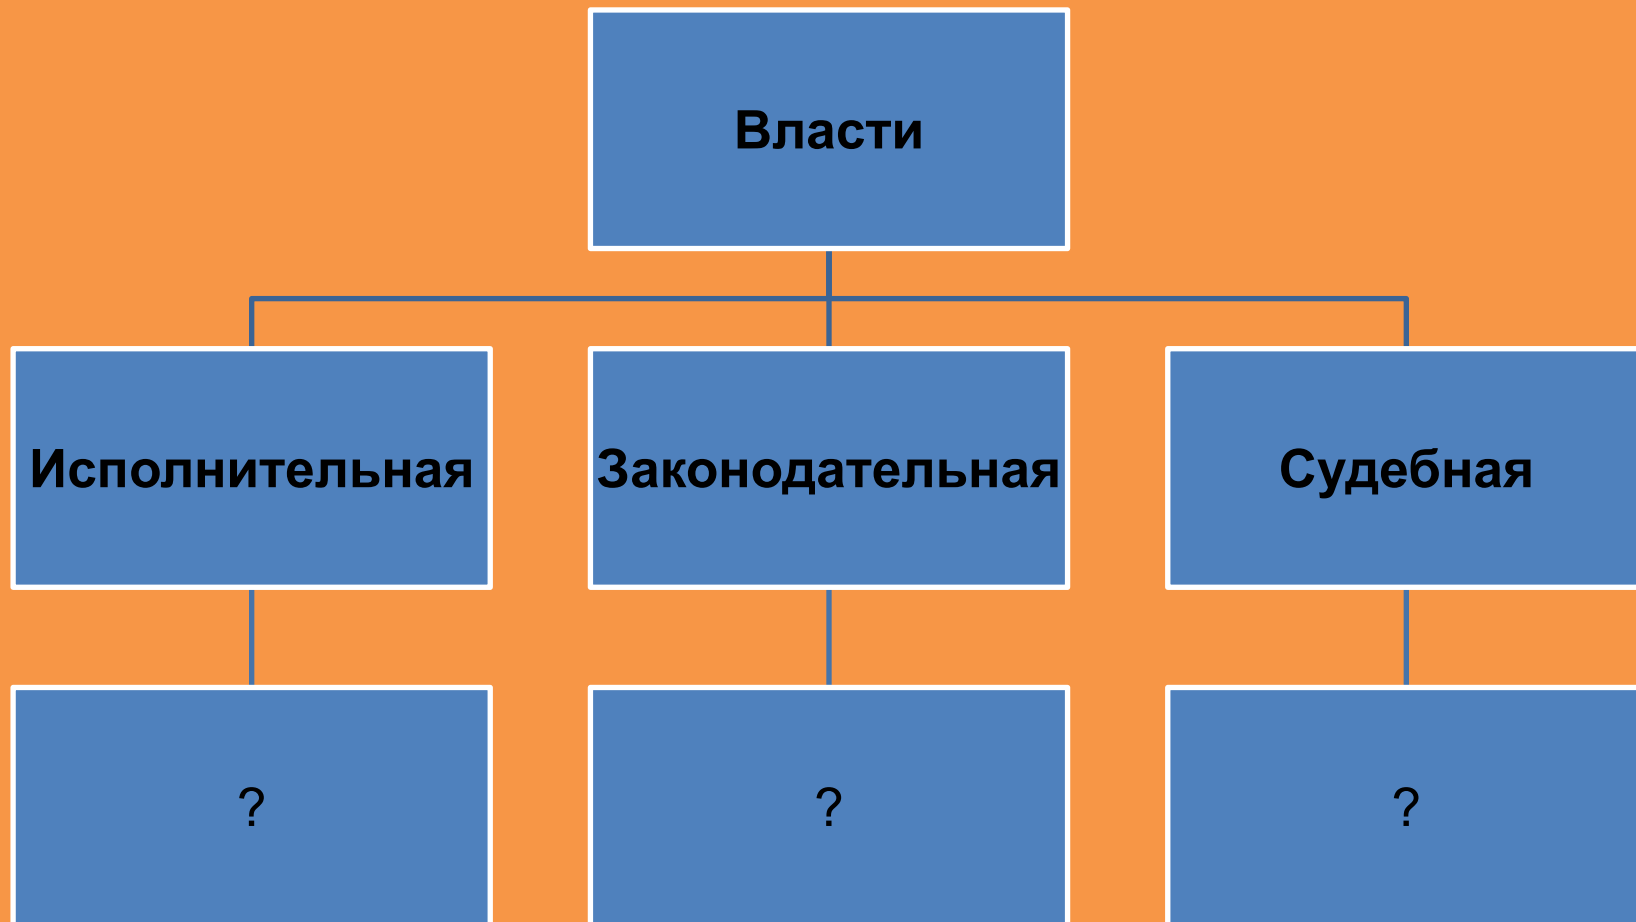 Власти
Исполнительная
Законодательная
Судебная
?
?
?